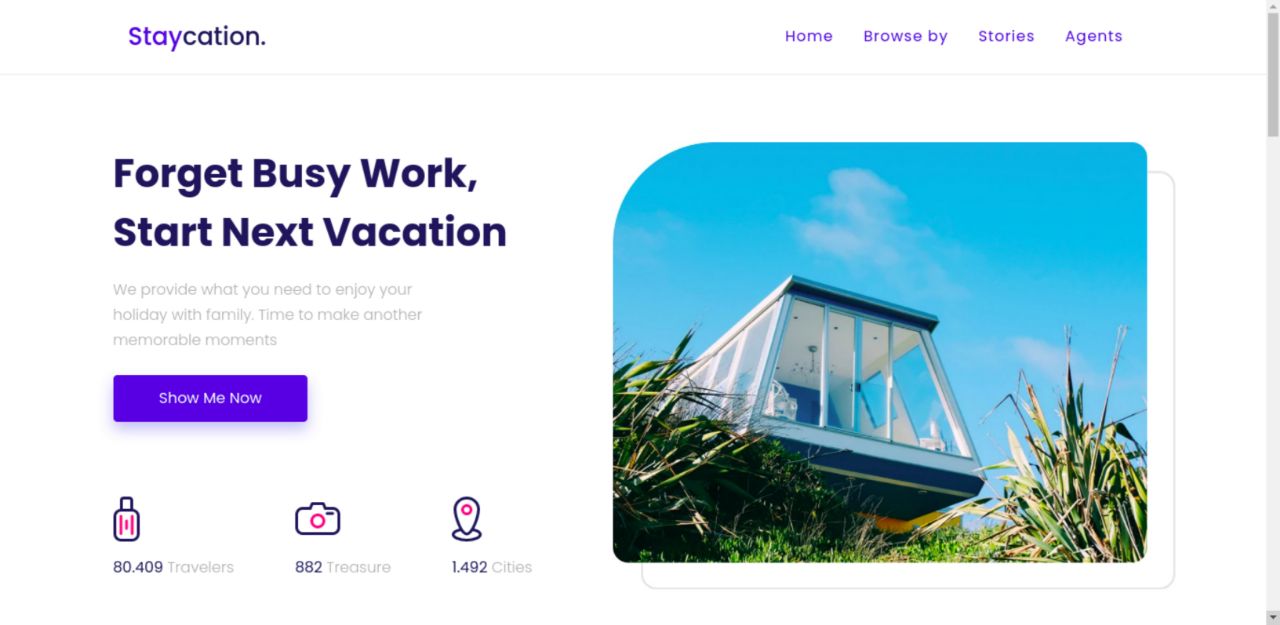 Staycation.
Home Browse by Stories Agents
Forget Busy Work,
Start Next Vacation
We provide what you need to enjoy your
holiday with family. Time to make another
memorable moments
Show Me Now
80.409 Travelers
882 Treasure
1.492 Cities